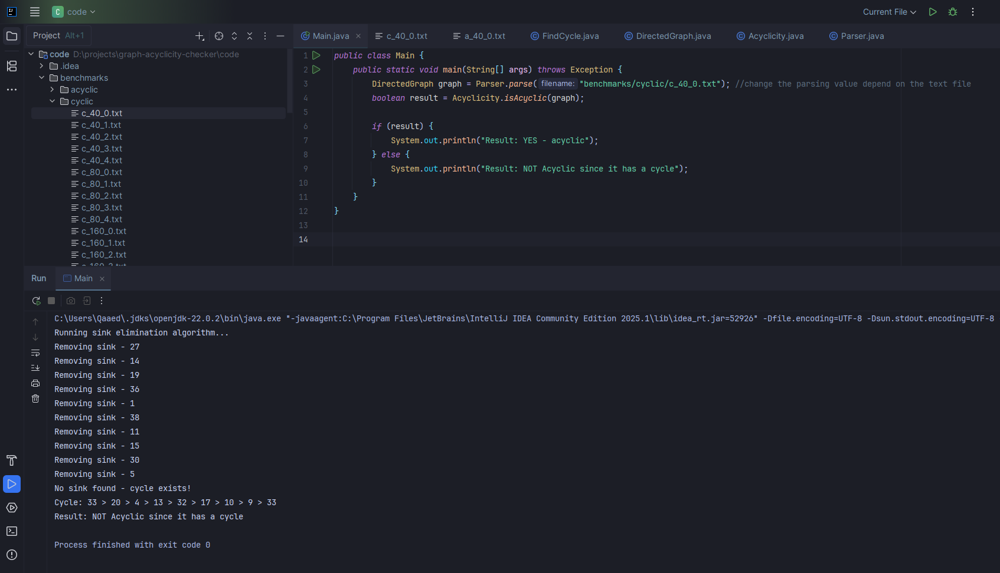 C code Current File
Project Alt+1
Main.java c_40_0.txt a_40_0.txt FindCycle.java DirectedGraph.java Acyclicity.java Parser.java
code D:\projects\graph-acyclicity-checker\code
.idea
benchmarks
acyclic
cyclic
c_40_0.txt
c_40_1.txt
c_40_2.txt
c_40_3.txt
c_40_4.txt
c_80_0.txt
c_80_1.txt
c_80_2.txt
c_80_3.txt
c_80_4.txt
c_160_0.txt
c_160_1.txt
c_160_2.txt
1 public class Main {
2 public static void main(String[] args) throws Exception {
3 DirectedGraph graph = Parser.parse( filename: "benchmarks/cyclic/c_40_0.txt"); //change the parsing value depend on the text file
4 boolean result = Acyclicity.isAcyclic(graph);
5
6 if (result) {
7 System.out.println("Result: YES - acyclic");
8 } else {
9 System.out.println("Result: NOT Acyclic since it has a cycle");
10 }
11 }
12 }
13
14
Run Main
C:\Users\Qaaed\.jdks\openjdk-22.0.2\bin\java.exe "-javaagent:C:\Program Files\JetBrains\IntelliJ IDEA Community Edition 2025.1\lib\idea_rt.jar=52926" -Dfile.encoding=UTF-8 -Dsun.stdout.encoding=UTF-8
Running sink elimination algorithm...
Removing sink - 27
Removing sink - 14
Removing sink - 19
Removing sink - 36
Removing sink - 1
Removing sink - 38
Removing sink - 11
Removing sink - 15
Removing sink - 30
Removing sink - 5
No sink found - cycle exists!
Cycle: 33 > 20 > 4 > 13 > 32 > 17 > 10 > 9 > 33
Result: NOT Acyclic since it has a cycle
Process finished with exit code 0